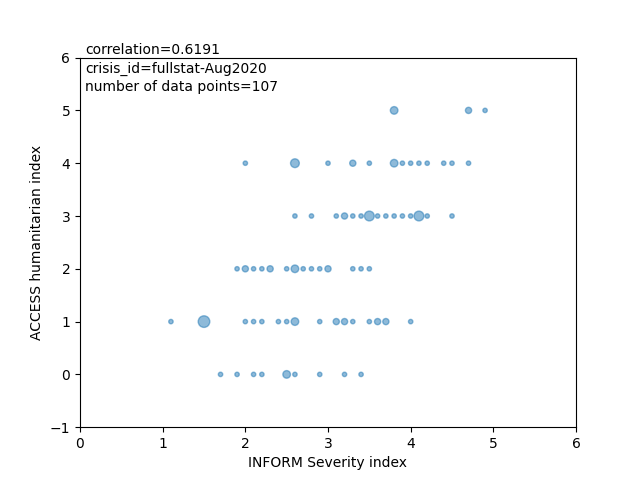 correlation=0.6191
crisis_id=fullstat-Aug2020
number of data points=107
6
5
4
3
2
1
0
−1
ACCESS humanitarian index
0 1 2 3 4 5 6
INFORM Severity index